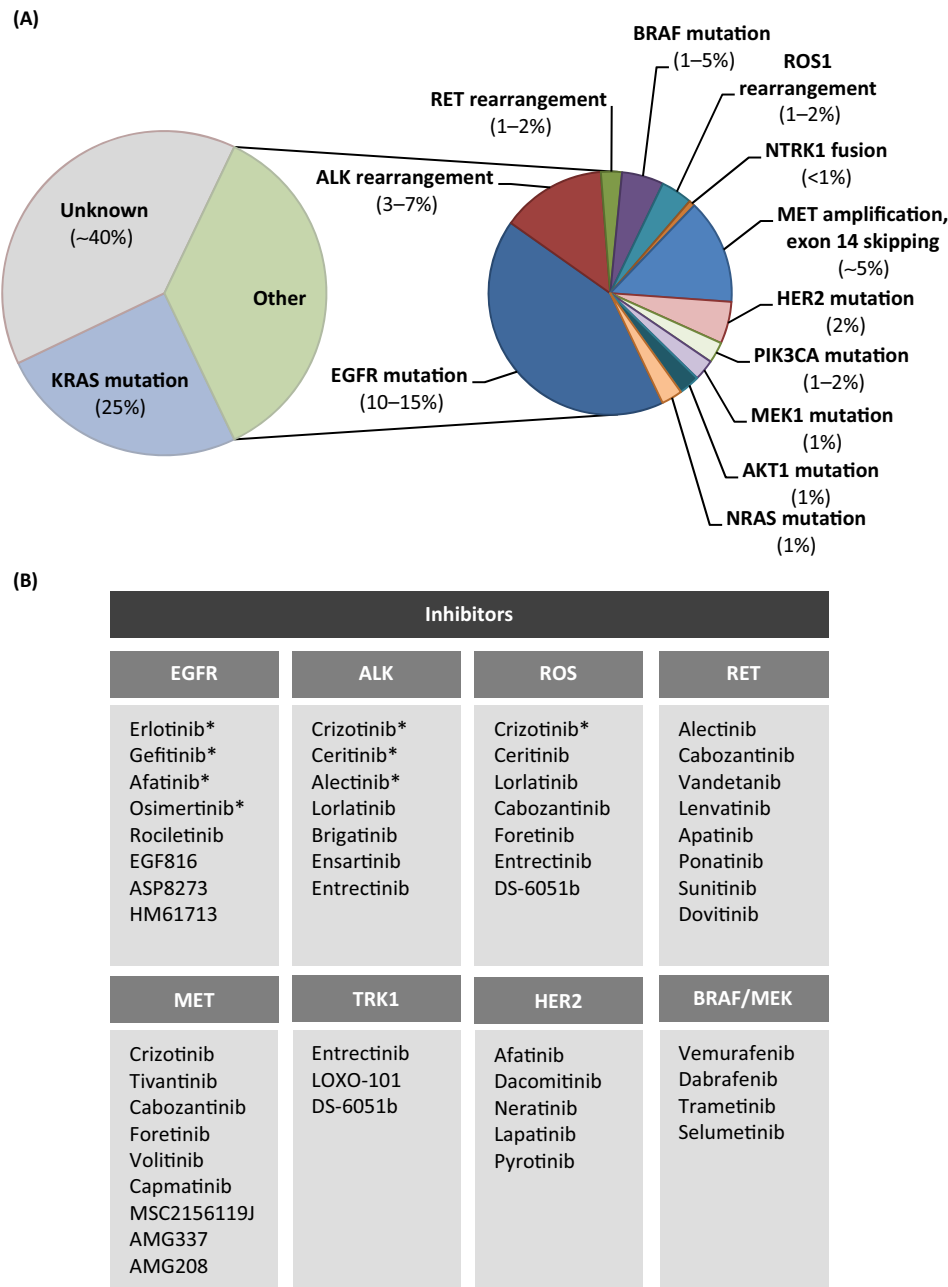 (A)
BRAF mutation
(1–5%)
ROS1
rearrangement
(1–2%)
RET rearrangement
(1–2%)
NTRK1 fusion
(<1%)
ALK rearrangement
(3–7%)
MET amplification,
exon 14 skipping
(~5%)
Unknown
(~40%)
Other
HER2 mutation
(2%)
PIK3CA mutation
(1–2%)
KRAS mutation
(25%)
EGFR mutation
(10–15%)
MEK1 mutation
(1%)
AKT1 mutation
(1%)
NRAS mutation
(1%)
(B)
Inhibitors
EGFR
Erlotinib*
Gefitinib*
Afatinib*
Osimertinib*
Rociletinib
EGF816
ASP8273
HM61713
ALK
Crizotinib*
Ceritinib*
Alectinib*
Lorlatinib
Brigatinib
Ensartinib
Entrectinib
ROS
Crizotinib*
Ceritinib
Lorlatinib
Cabozantinib
Foretinib
Entrectinib
DS-6051b
RET
Alectinib
Cabozantinib
Vandetanib
Lenvatinib
Apatinib
Ponatinib
Sunitinib
Dovitinib
MET
Crizotinib
Tivantinib
Cabozantinib
Foretinib
Volitinib
Capmatinib
MSC2156119J
AMG337
AMG208
TRK1
Entrectinib
LOXO-101
DS-6051b
HER2
Afatinib
Dacomitinib
Neratinib
Lapatinib
Pyrotinib
BRAF/MEK
Vemurafenib
Dabrafenib
Trametinib
Selumetinib